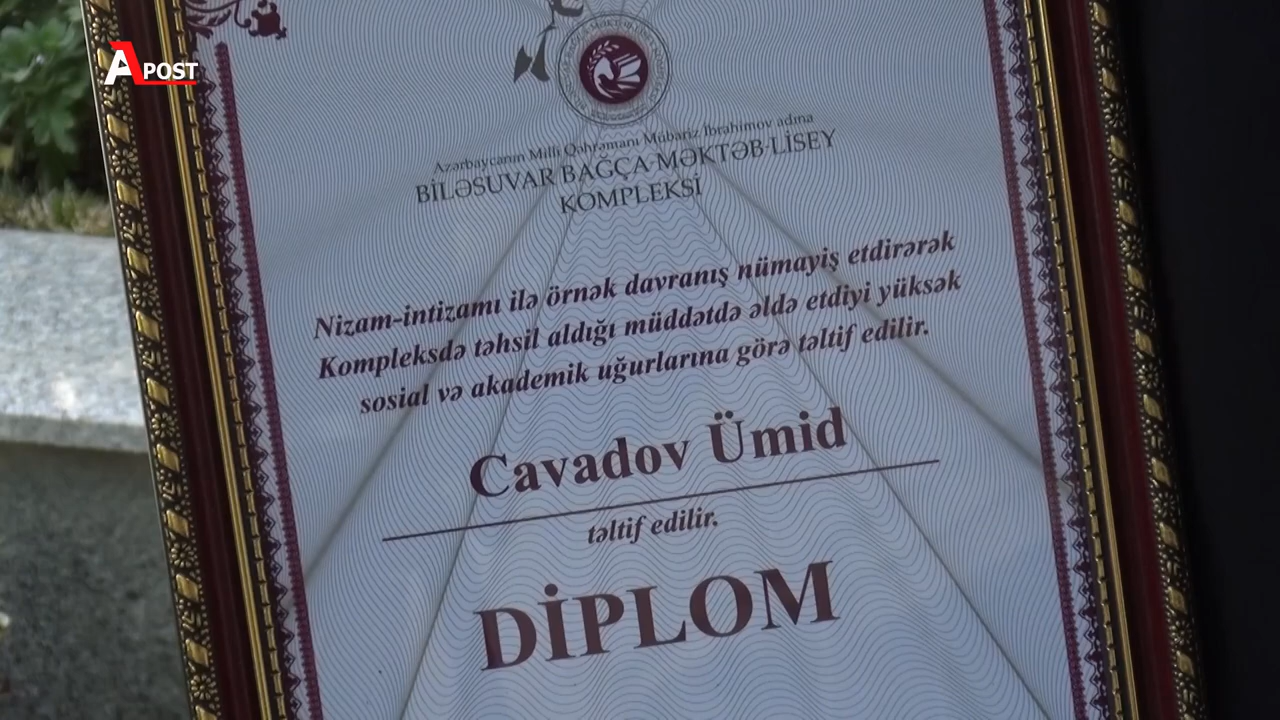 APOST
Azərbaycanın Milli Qəhrəmanı Mübariz İbrahimov adına
BİLƏSUVAR BAĞÇA-MƏKTƏB-LİSEY
KOMPLEKSİ
Nizam-intizamı ilə örnək davranış nümayiş etdirərək
Kompleksdə təhsil aldığı müddətdə əldə etdiyi yüksək
sosial və akademik uğurlarına görə təltif edilir.
Cavadov Ümid
təltif edilir.
DİPLOM